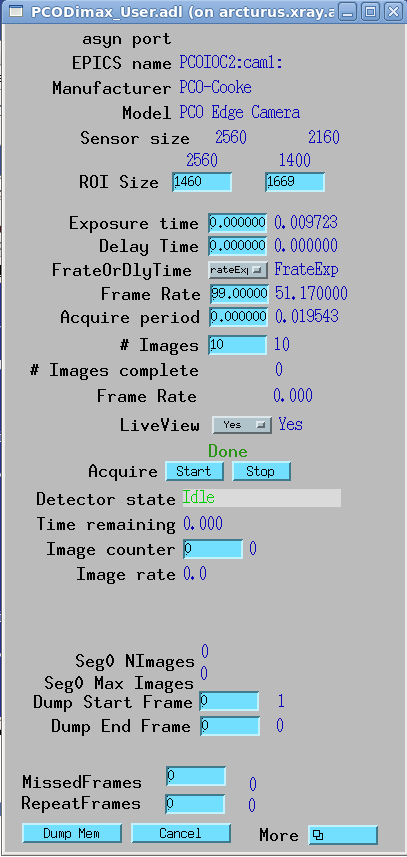 PCODimax_User.adl (on arcturus.xray.a
asyn port
EPICS name PCOIOC2:cam1:
Manufacturer PCO-Cooke
Model PCO Edge Camera
Sensor size 2560 2160
2560 1400
ROI Size 1460 1669
Exposure time 0.000000 0.009723
Delay Time 0.000000 0.000000
FrateOrDlyTime rateExp FrateExp
Frame Rate 99.00000 51.170000
Acquire period 0.000000 0.019543
# Images 10 10
# Images complete 0
Frame Rate 0.000
LiveView Yes Yes
Done
Acquire Start Stop
Detector state Idle
Time remaining 0.000
Image counter 0 0
Image rate 0.0
Seg0 NImages 0
Seg0 Max Images 0
Dump Start Frame 0 1
Dump End Frame 0 0
MissedFrames 0 0
RepeatFrames 0 0
Dump Mem Cancel More